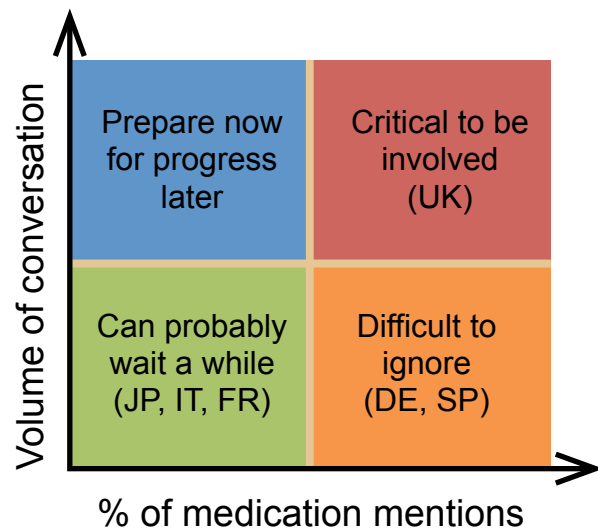 Volume of conversation
Prepare now
for progress
later
Critical to be
involved
(UK)
Can probably
wait a while
(JP, IT, FR)
Difficult to
ignore
(DE, SP)
% of medication mentions